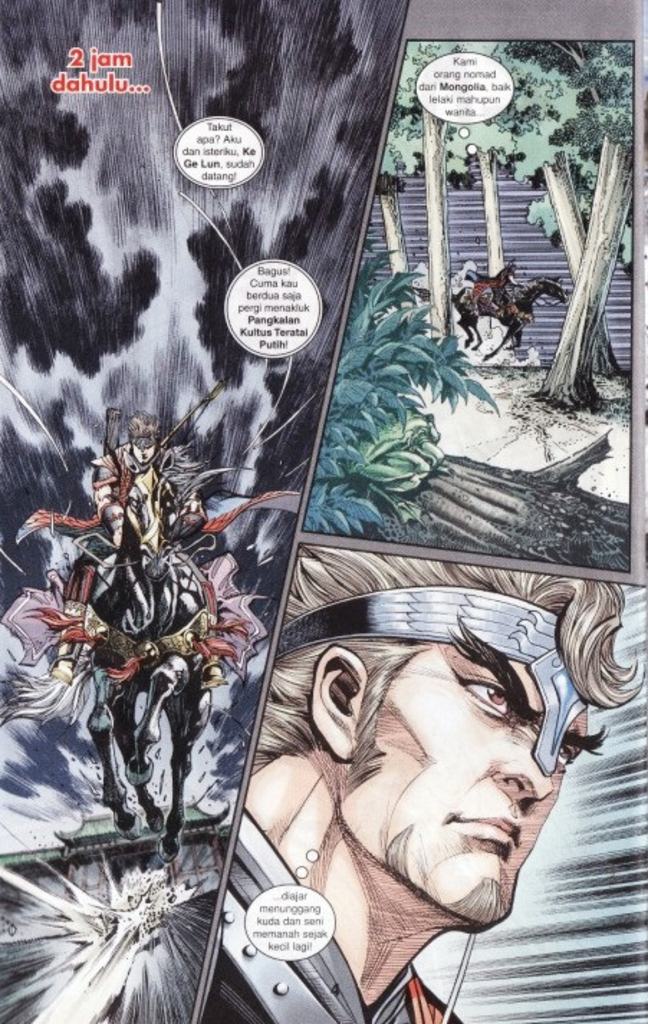 2 jam
dahulu...
Takut
apa? Aku
dan isteriku, Ke
Ge Lun, sudah
datang!
Bagus!
Cuma kau
berdua saja
pergi menakluk
Pangkalan
Kultus Teratai
Putih!
Kami
orang nomad
dari Mongolia, baik
lelaki mahupun
wanita...
...diajar
menunggang
kuda dan seni
memanah sejak
kecil lagi!